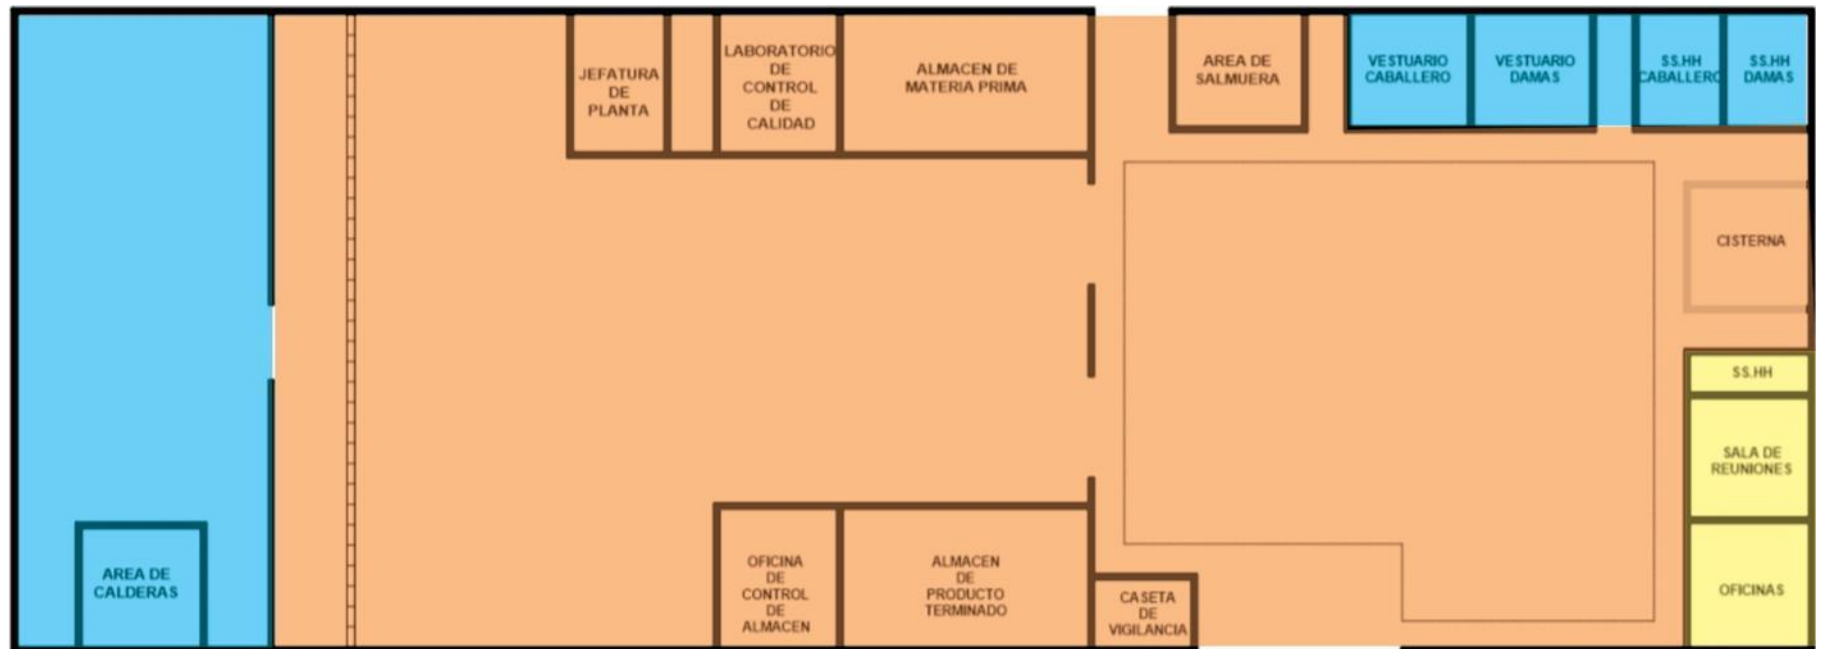 JEFATURA
DE
PLANTA
LABORATORIO
DE
CONTROL
DE
CALIDAD
ALMACEN DE
MATERIA PRIMA
AREA DE
SALMUERA
VESTUARIO
CABALLERO
VESTUARIO
DAMAS
SS.HH
CABALLERO
SS.HH
DAMAS
CISTERNA
SS.HH
SALA DE
REUNIONES
OFICINAS
AREA DE
CALDERAS
OFICINA
DE
CONTROL
DE
ALMACEN
ALMACEN
DE
PRODUCTO
TERMINADO
CASETA
DE
VIGILANCIA